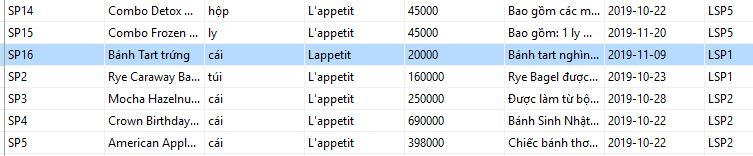 SP14 Combo Detox ... hộp L'appetit 45000 Bao gồm các m... 2019-10-22 LSP5
SP15 Combo Frozen ... ly L'appetit 45000 Bao gồm: 1 ly ... 2019-11-20 LSP5
SP16 Bánh Tart trứng cái Lappetit 20000 Bánh tart nghìn... 2019-11-09 LSP1
SP2 Rye Caraway Ba... túi L'appetit 160000 Rye Bagel được... 2019-10-23 LSP1
SP3 Mocha Hazelnu... cái L'appetit 250000 Được làm từ bộ... 2019-10-28 LSP2
SP4 Crown Birthday... cái L'appetit 690000 Bánh Sinh Nhật... 2019-10-22 LSP2
SP5 American Appl... cái L'appetit 398000 Chiếc bánh thơ... 2019-10-22 LSP2